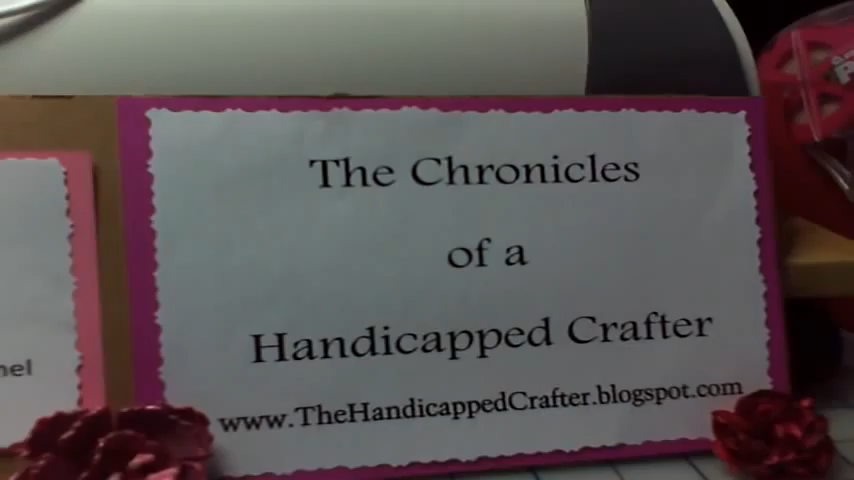 The Chronicles
of a
Handicapped Crafter
www.TheHandicappedCrafter.blogspot.com